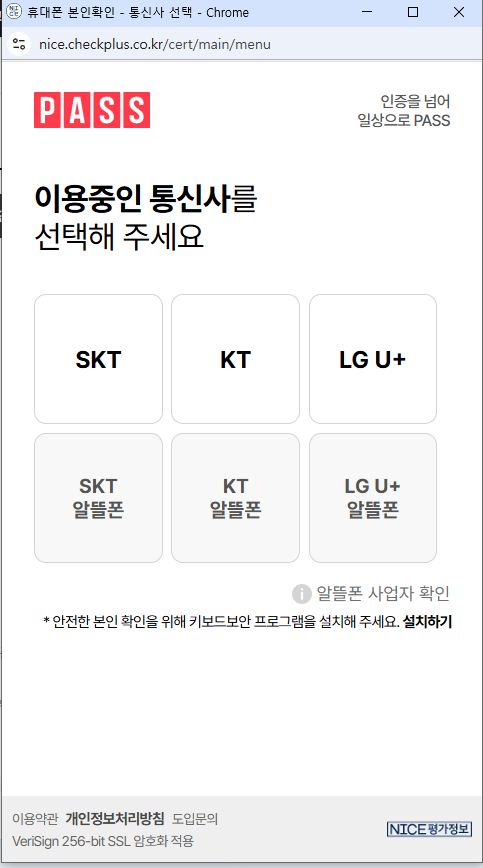 휴대폰 본인확인 - 통신사 선택 - Chrome
nice.checkplus.co.kr/cert/main/menu
PASS
인증을 넘어
일상으로 PASS
이용중인 통신사를
선택해 주세요
SKT
KT
LG U+
SKT
알뜰폰
KT
알뜰폰
LG U+
알뜰폰
알뜰폰 사업자 확인
* 안전한 본인 확인을 위해 키보드보안 프로그램을 설치해 주세요. 설치하기
이용약관 개인정보처리방침 도입문의
VeriSign 256-bit SSL 암호화 적용
NICE평가정보